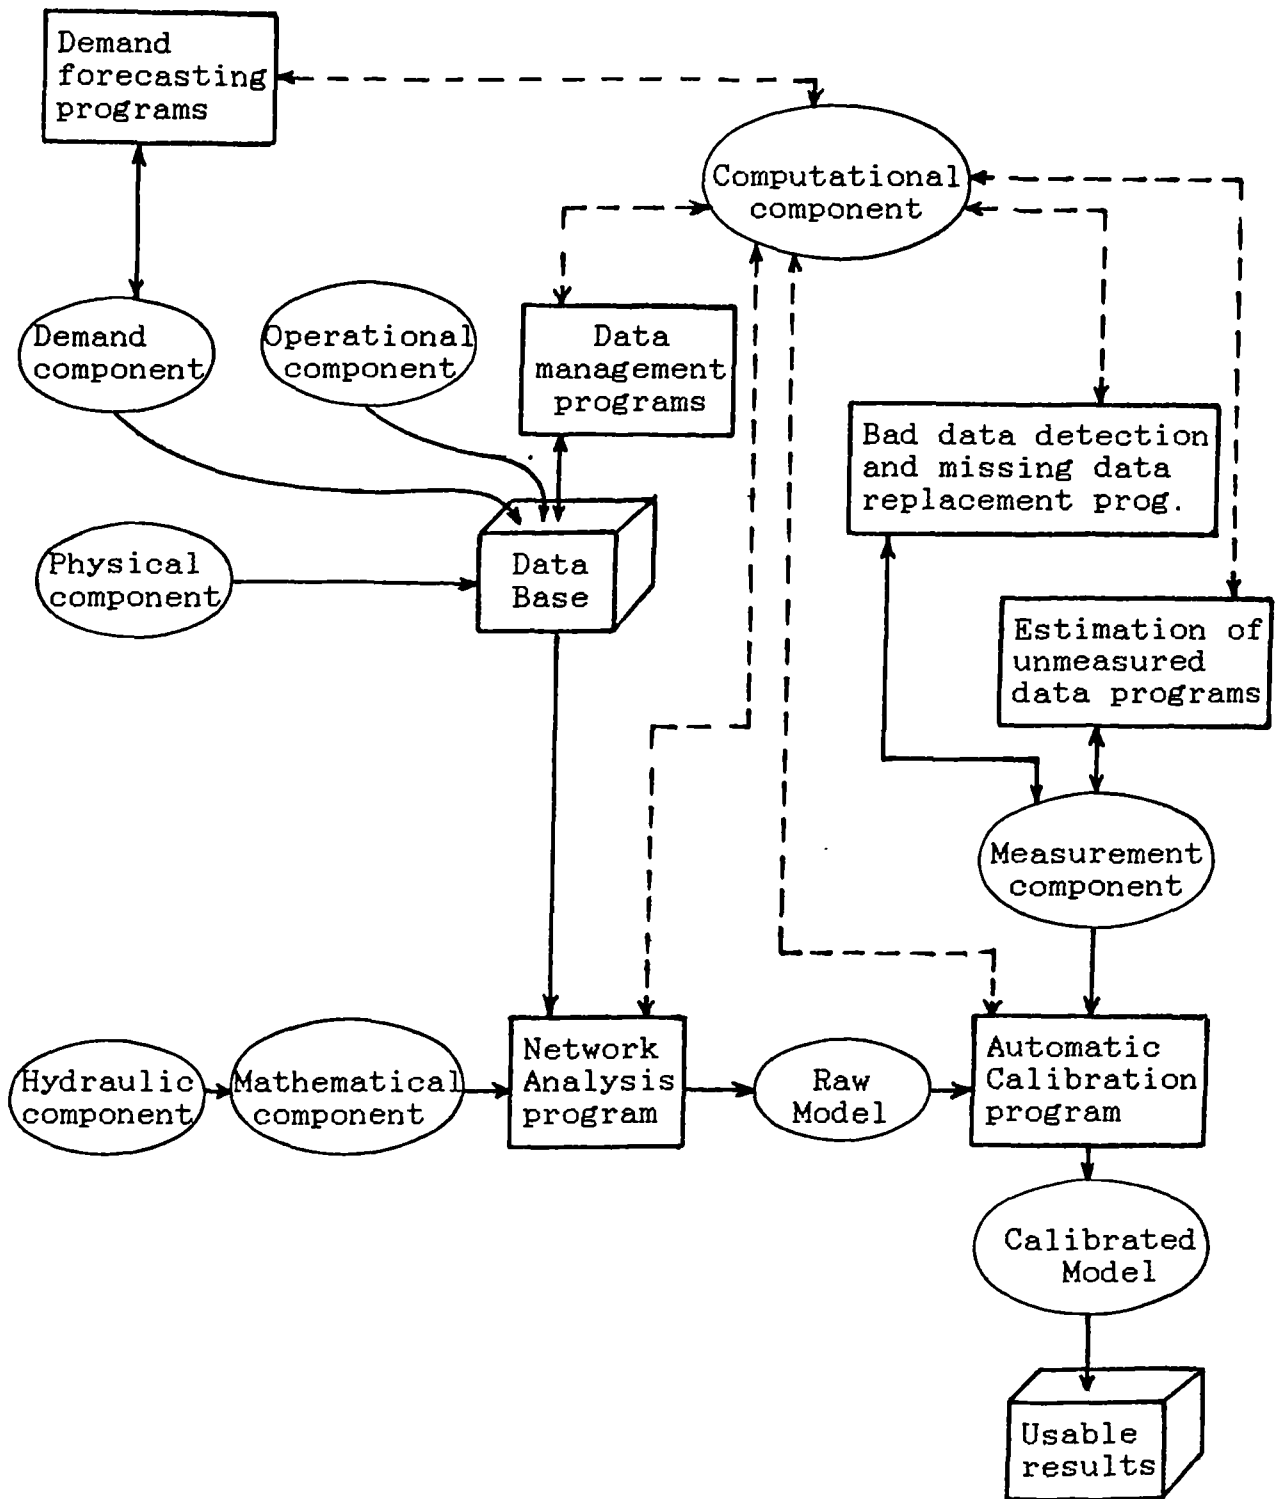 Demand
forecasting
programs
Computational
component
Demand
component
Operational
component
Data
management
programs
Bad data detection
and missing data
replacement prog.
Physical
component
Data
Base
Estimation of
unmeasured
data programs
Measurement
component
Hydraulic
component
Mathematical
component
Network
Analysis
program
Raw
Model
Automatic
Calibration
program
Calibrated
Model
Usable
results